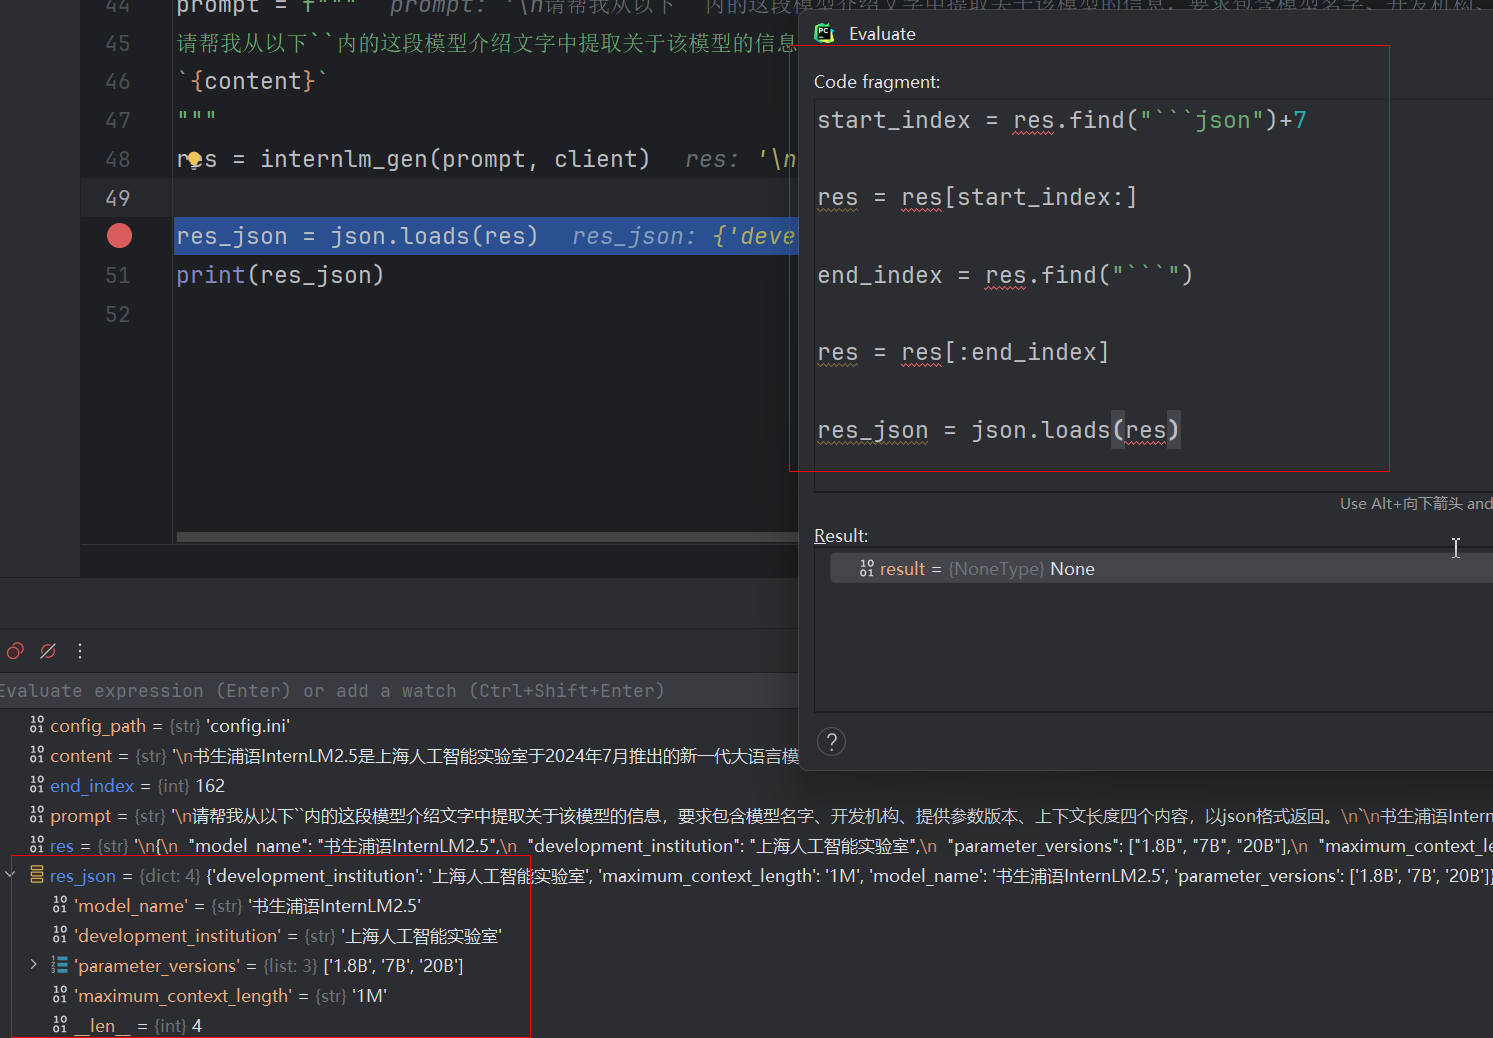 44 prompt = f""" prompt: '\n请帮我从以下``内的这段模型介绍文字中提取关于该模型的信息，要求包含模型名字、开发机构、
45 请帮我从以下``内的这段模型介绍文字中提取关于该模型的信息
46 `{content}`
47 """
48 res = internlm_gen(prompt, client) res: '\n
49
res_json = json.loads(res) res_json: {'deve
51 print(res_json)
52
Evaluate
Code fragment:
start_index = res.find("```json")+7
res = res[start_index:]
end_index = res.find("```")
res = res[:end_index]
res_json = json.loads(res)
Use Alt+向下箭头 and
Result:
result = {NoneType} None
?
Evaluate expression (Enter) or add a watch (Ctrl+Shift+Enter)
config_path = {str} 'config.ini'
content = {str} '\n书生浦语InternLM2.5是上海人工智能实验室于2024年7月推出的新一代大语言模
end_index = {int} 162
prompt = {str} '\n请帮我从以下``内的这段模型介绍文字中提取关于该模型的信息，要求包含模型名字、开发机构、提供参数版本、上下文长度四个内容，以json格式返回。\n`\n书生浦语Intern
res = {str} '\n{\n  "model_name": "书生浦语InternLM2.5",\n  "development_institution": "上海人工智能实验室",\n  "parameter_versions": ["1.8B", "7B", "20B"],\n  "maximum_context_le
res_json = {dict: 4} {'development_institution': '上海人工智能实验室', 'maximum_context_length': '1M', 'model_name': '书生浦语InternLM2.5', 'parameter_versions': ['1.8B', '7B', '20B']}
'model_name' = {str} '书生浦语InternLM2.5'
'development_institution' = {str} '上海人工智能实验室'
'parameter_versions' = {list: 3} ['1.8B', '7B', '20B']
'maximum_context_length' = {str} '1M'
__len__ = {int} 4